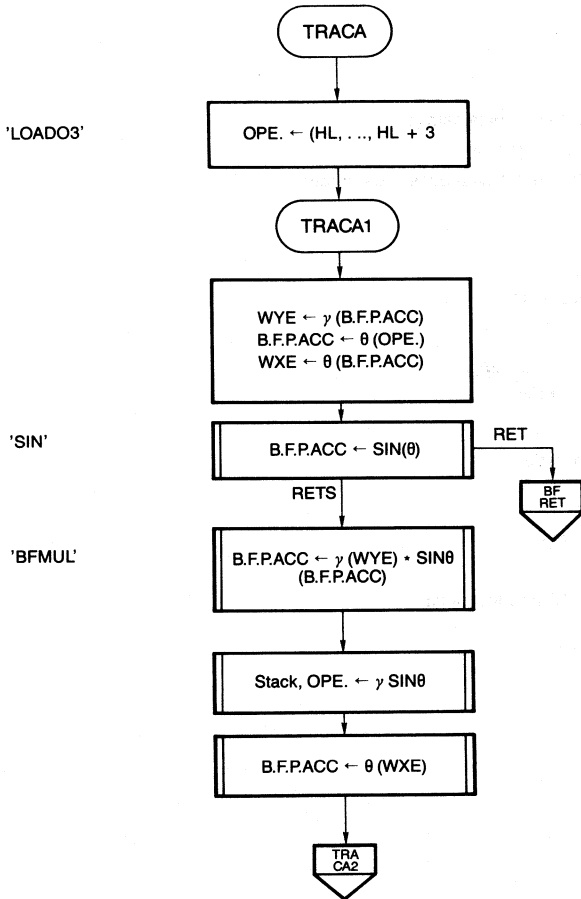 TRACA
'LOADO3'
OPE. ← (HL, . .., HL + 3
TRACA1
WYE ← γ (B.F.P.ACC)
B.F.P.ACC ← θ (OPE.)
WXE ← θ (B.F.P.ACC)
'SIN'
B.F.P.ACC ← SIN(θ)
RET
BF
RET
RETS
'BFMUL'
B.F.P.ACC ← γ (WYE) * SINθ
(B.F.P.ACC)
Stack, OPE. ← γ SINθ
B.F.P.ACC ← θ (WXE)
TRA
CA2